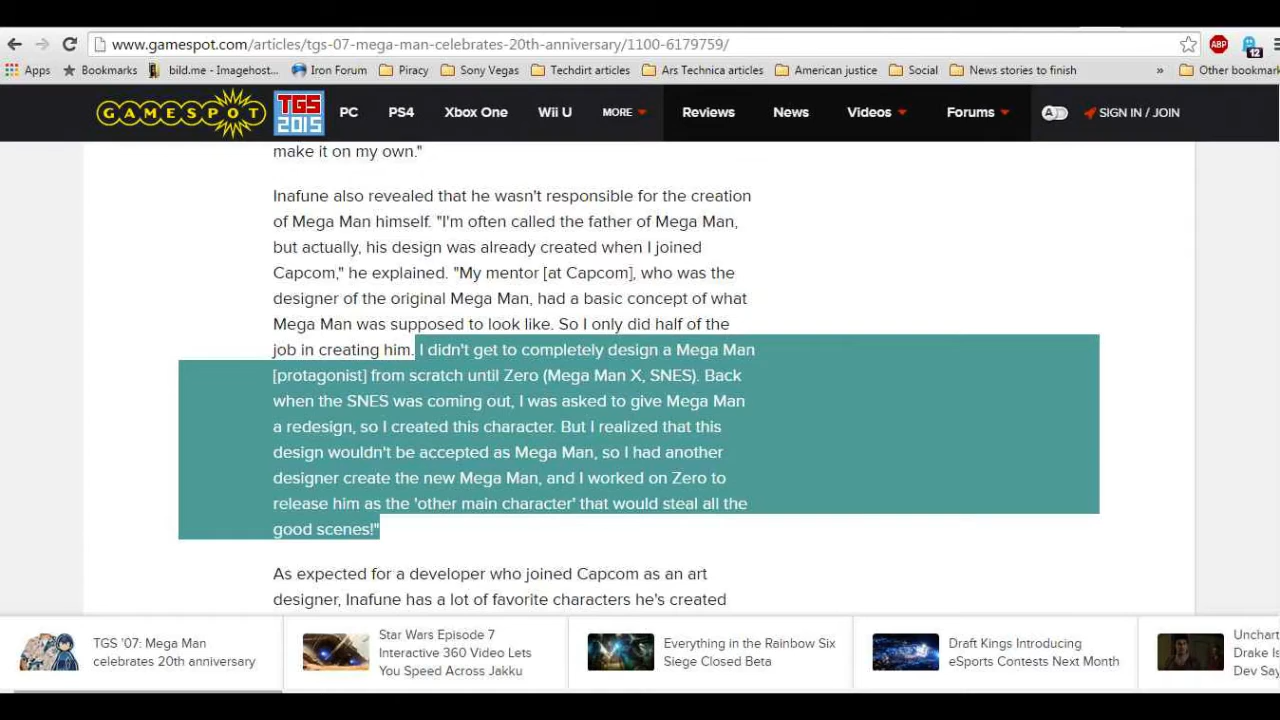 www.gamespot.com/articles/tgs-07-mega-man-celebrates-20th-anniversary/1100-6179759/
ABP
12
Apps
Bookmarks
bild.me - Imagehost...
Iron Forum
Piracy
Sony Vegas
Techdirt articles
Ars Technica articles
American justice
Social
News stories to finish
»
Other bookmar
GAMESPOT
TGS
2015
PC
PS4
Xbox One
Wii U
MORE
Reviews
News
Videos
Forums
A
SIGN IN / JOIN
make it on my own."
Inafune also revealed that he wasn't responsible for the creation
of Mega Man himself. "I'm often called the father of Mega Man,
but actually, his design was already created when I joined
Capcom," he explained. "My mentor [at Capcom], who was the
designer of the original Mega Man, had a basic concept of what
Mega Man was supposed to look like. So I only did half of the
job in creating him. I didn't get to completely design a Mega Man
[protagonist] from scratch until Zero (Mega Man X, SNES). Back
when the SNES was coming out, I was asked to give Mega Man
a redesign, so I created this character. But I realized that this
design wouldn't be accepted as Mega Man, so I had another
designer create the new Mega Man, and I worked on Zero to
release him as the 'other main character' that would steal all the
good scenes!"
As expected for a developer who joined Capcom as an art
designer, Inafune has a lot of favorite characters he's created
TGS '07: Mega Man
celebrates 20th anniversary
Star Wars Episode 7
Interactive 360 Video Lets
You Speed Across Jakku
Everything in the Rainbow Six
Siege Closed Beta
Draft Kings Introducing
eSports Contests Next Month
Unchart
Drake Is
Dev Say